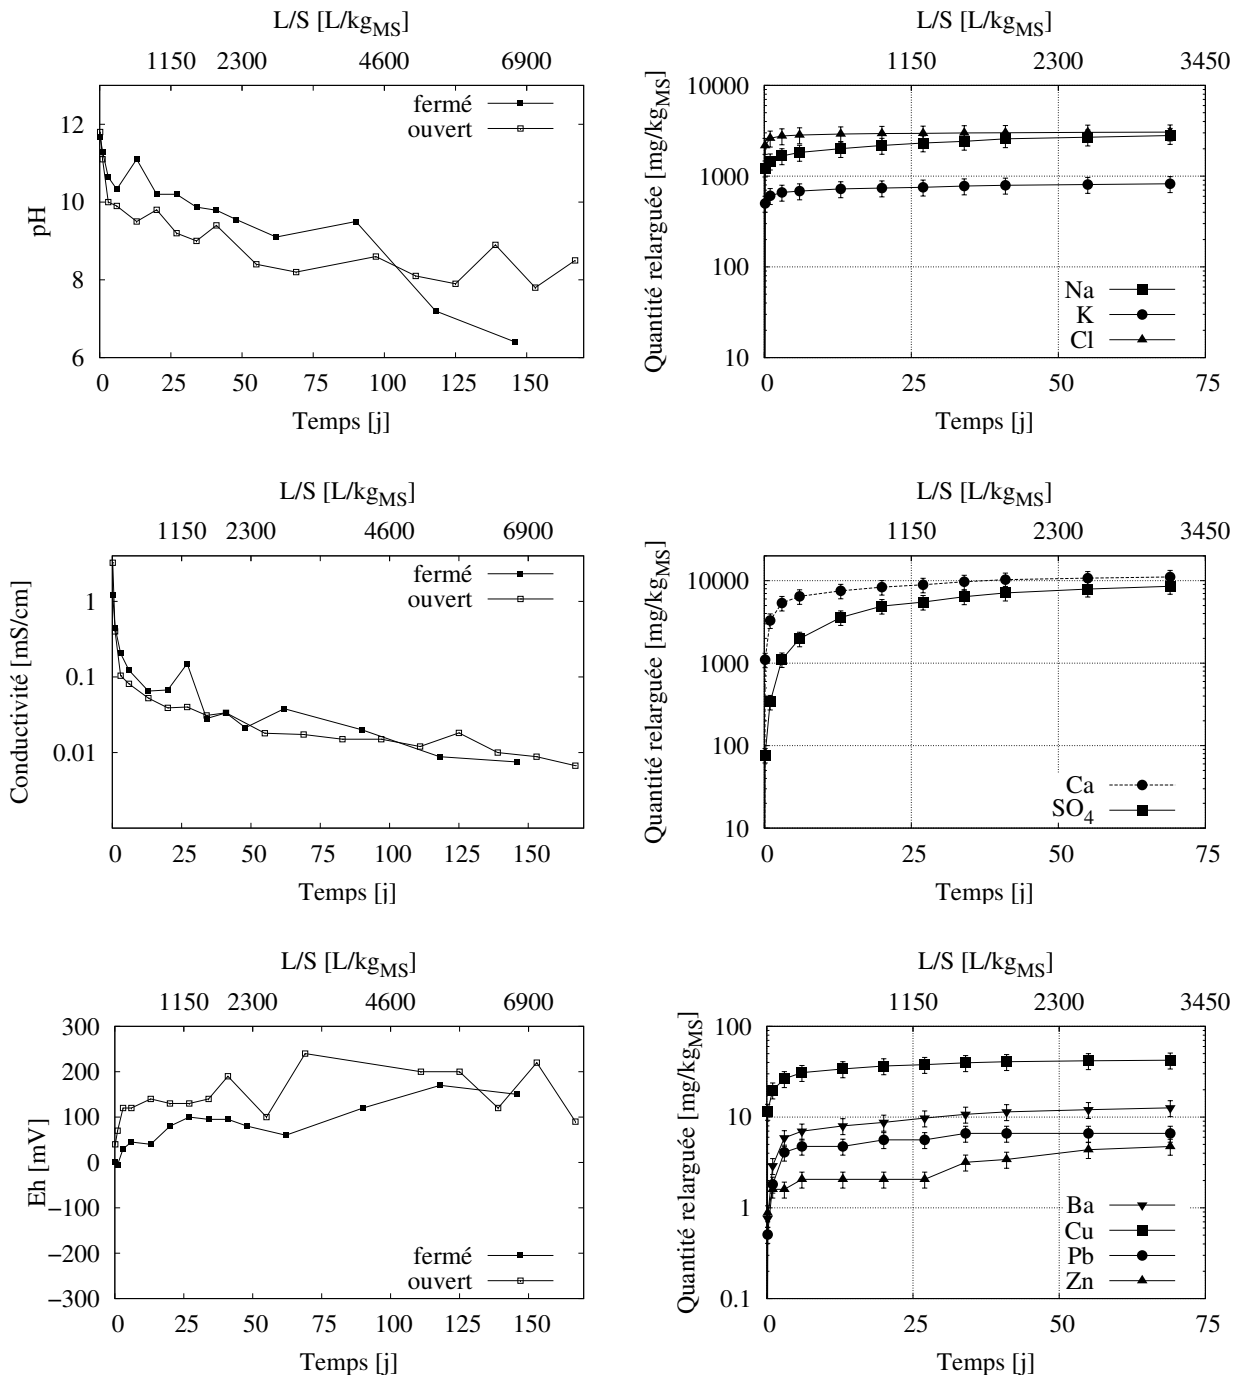 L/S [L/kgMS]
1150 2300 4600 6900
12
10
8
6
pH
fermé
ouvert
0 25 50 75 100 125 150
Temps [j]
L/S [L/kgMS]
1150 2300 3450
10000
1000
100
10
Quantité relarguée [mg/kgMS]
Na
K
Cl
0 25 50 75
Temps [j]
L/S [L/kgMS]
1150 2300 4600 6900
1
0.1
0.01
Conductivité [mS/cm]
fermé
ouvert
0 25 50 75 100 125 150
Temps [j]
L/S [L/kgMS]
1150 2300 3450
10000
1000
100
10
Quantité relarguée [mg/kgMS]
Ca
SO4
0 25 50 75
Temps [j]
L/S [L/kgMS]
1150 2300 4600 6900
300
200
100
0
−100
−200
−300
Eh [mV]
fermé
ouvert
0 25 50 75 100 125 150
Temps [j]
L/S [L/kgMS]
1150 2300 3450
100
10
1
0.1
Quantité relarguée [mg/kgMS]
Ba
Cu
Pb
Zn
0 25 50 75
Temps [j]